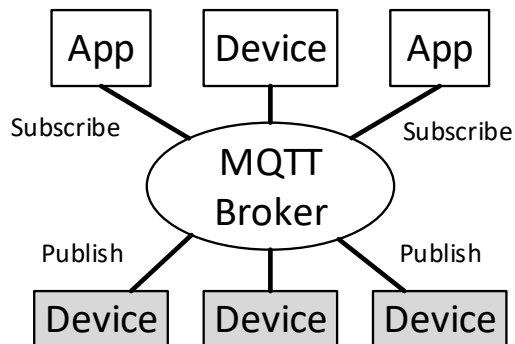 App Device App
Subscribe Subscribe
MQTT
Broker
Publish Publish
Device Device Device